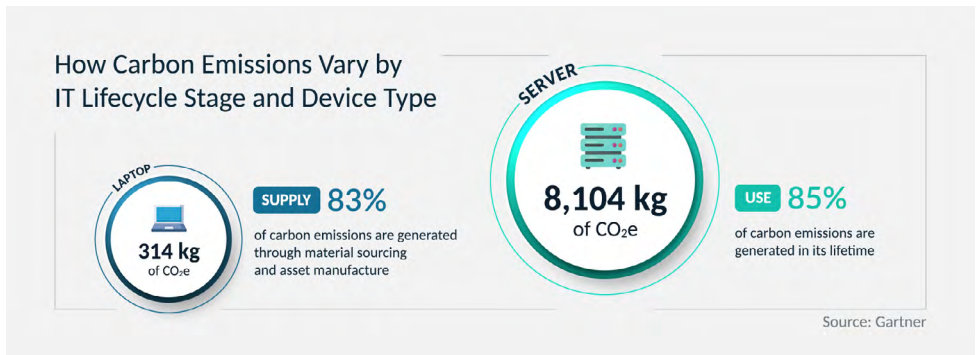 How Carbon Emissions Vary by
IT Lifecycle Stage and Device Type
LAPTOP
314 kg
of CO₂e
SUPPLY 83%
of carbon emissions are generated
through material sourcing
and asset manufacture
SERVER
8,104 kg
of CO₂e
USE 85%
of carbon emissions are
generated in its lifetime
Source: Gartner